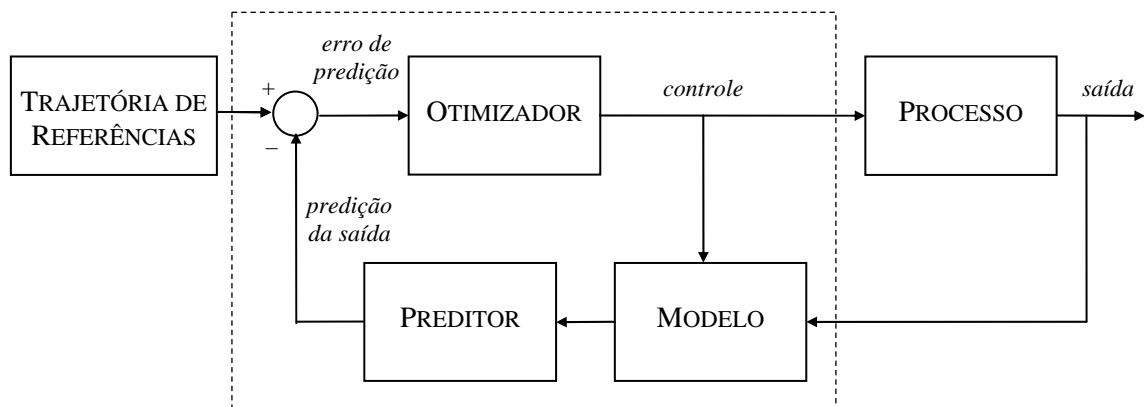 erro de
predição
TRAJETÓRIA DE
REFERÊNCIAS
+
−
OTIMIZADOR
controle
PROCESSO
saída
predição
da saída
PREDITOR
MODELO